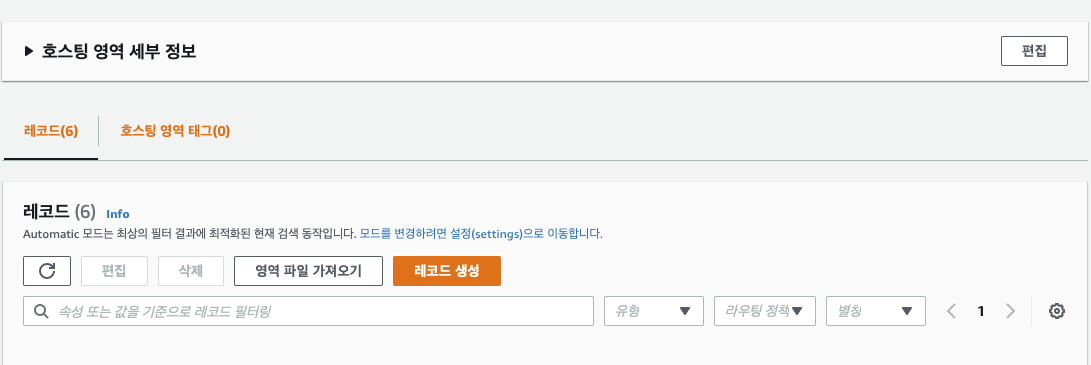 호스팅 영역 세부 정보
편집
레코드(6) 호스팅 영역 태그(0)
레코드 (6) Info
Automatic 모드는 최상의 필터 결과에 최적화된 현재 검색 동작입니다. 모드를 변경하려면 설정(settings)으로 이동합니다.
편집 삭제 영역 파일 가져오기 레코드 생성
속성 또는 값을 기준으로 레코드 필터링 유형 라우팅 정책 별칭 1